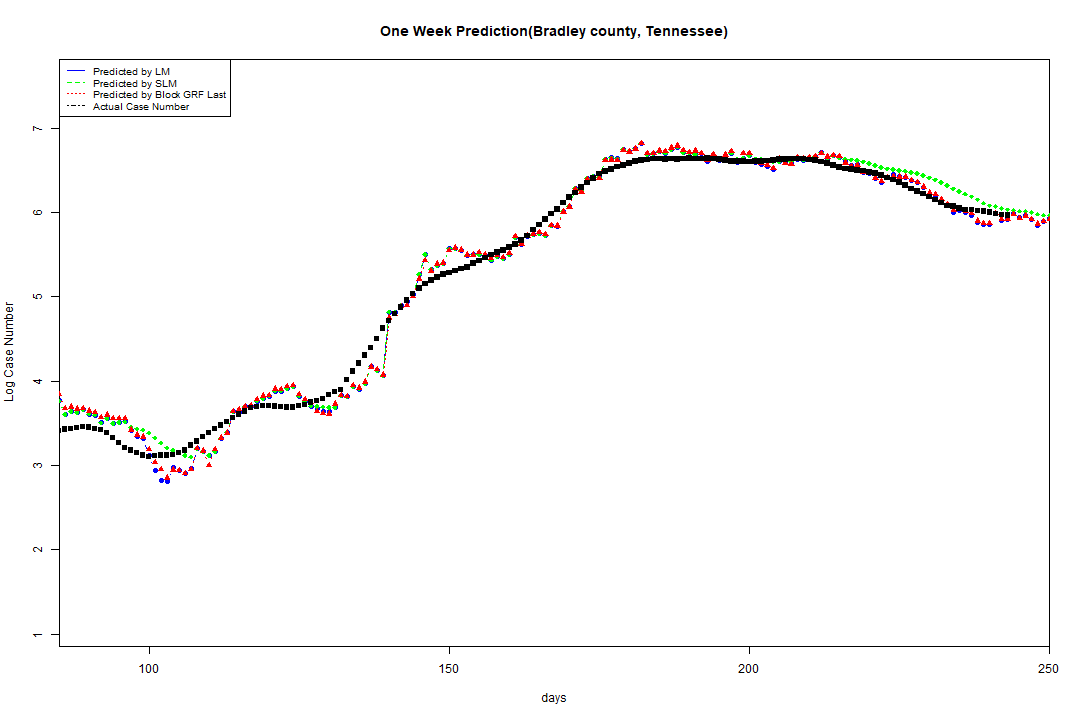 One Week Prediction(Bradley county, Tennessee)
Predicted by LM
Predicted by SLM
Predicted by Block GRF Last
Actual Case Number
7
6
5
4
3
2
1
Log Case Number
100
150
200
250
days